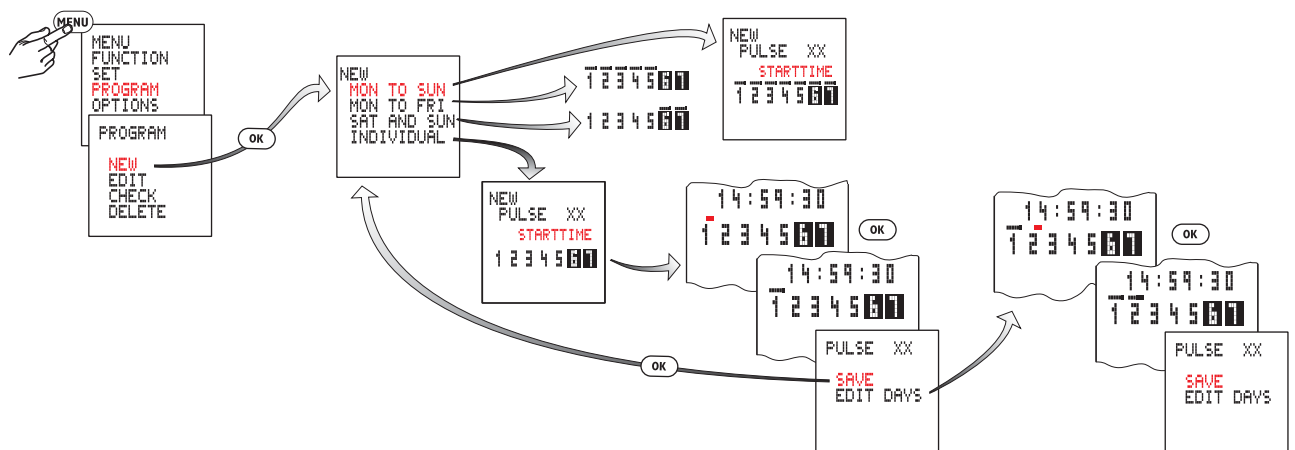 MENU
MENU
FUNCTION
SET
PROGRAM
OPTIONS
PROGRAM
NEW
EDIT
CHECK
DELETE
OK
NEW
MON TO SUN
MON TO FRI
SAT AND SUN
INDIVIDUAL
1 2 3 4 5 6 7
1 2 3 4 5 6 7
NEW
PULSE XX
STARTTIME
1 2 3 4 5 6 7
NEW
PULSE XX
STARTTIME
1 2 3 4 5 6 7
14:59:30
1 2 3 4 5 6 7
OK
14:59:30
1 2 3 4 5 6 7
PULSE XX
SAVE
EDIT DAYS
OK
14:59:30
1 2 3 4 5 6 7
OK
14:59:30
1 2 3 4 5 6 7
PULSE XX
SAVE
EDIT DAYS